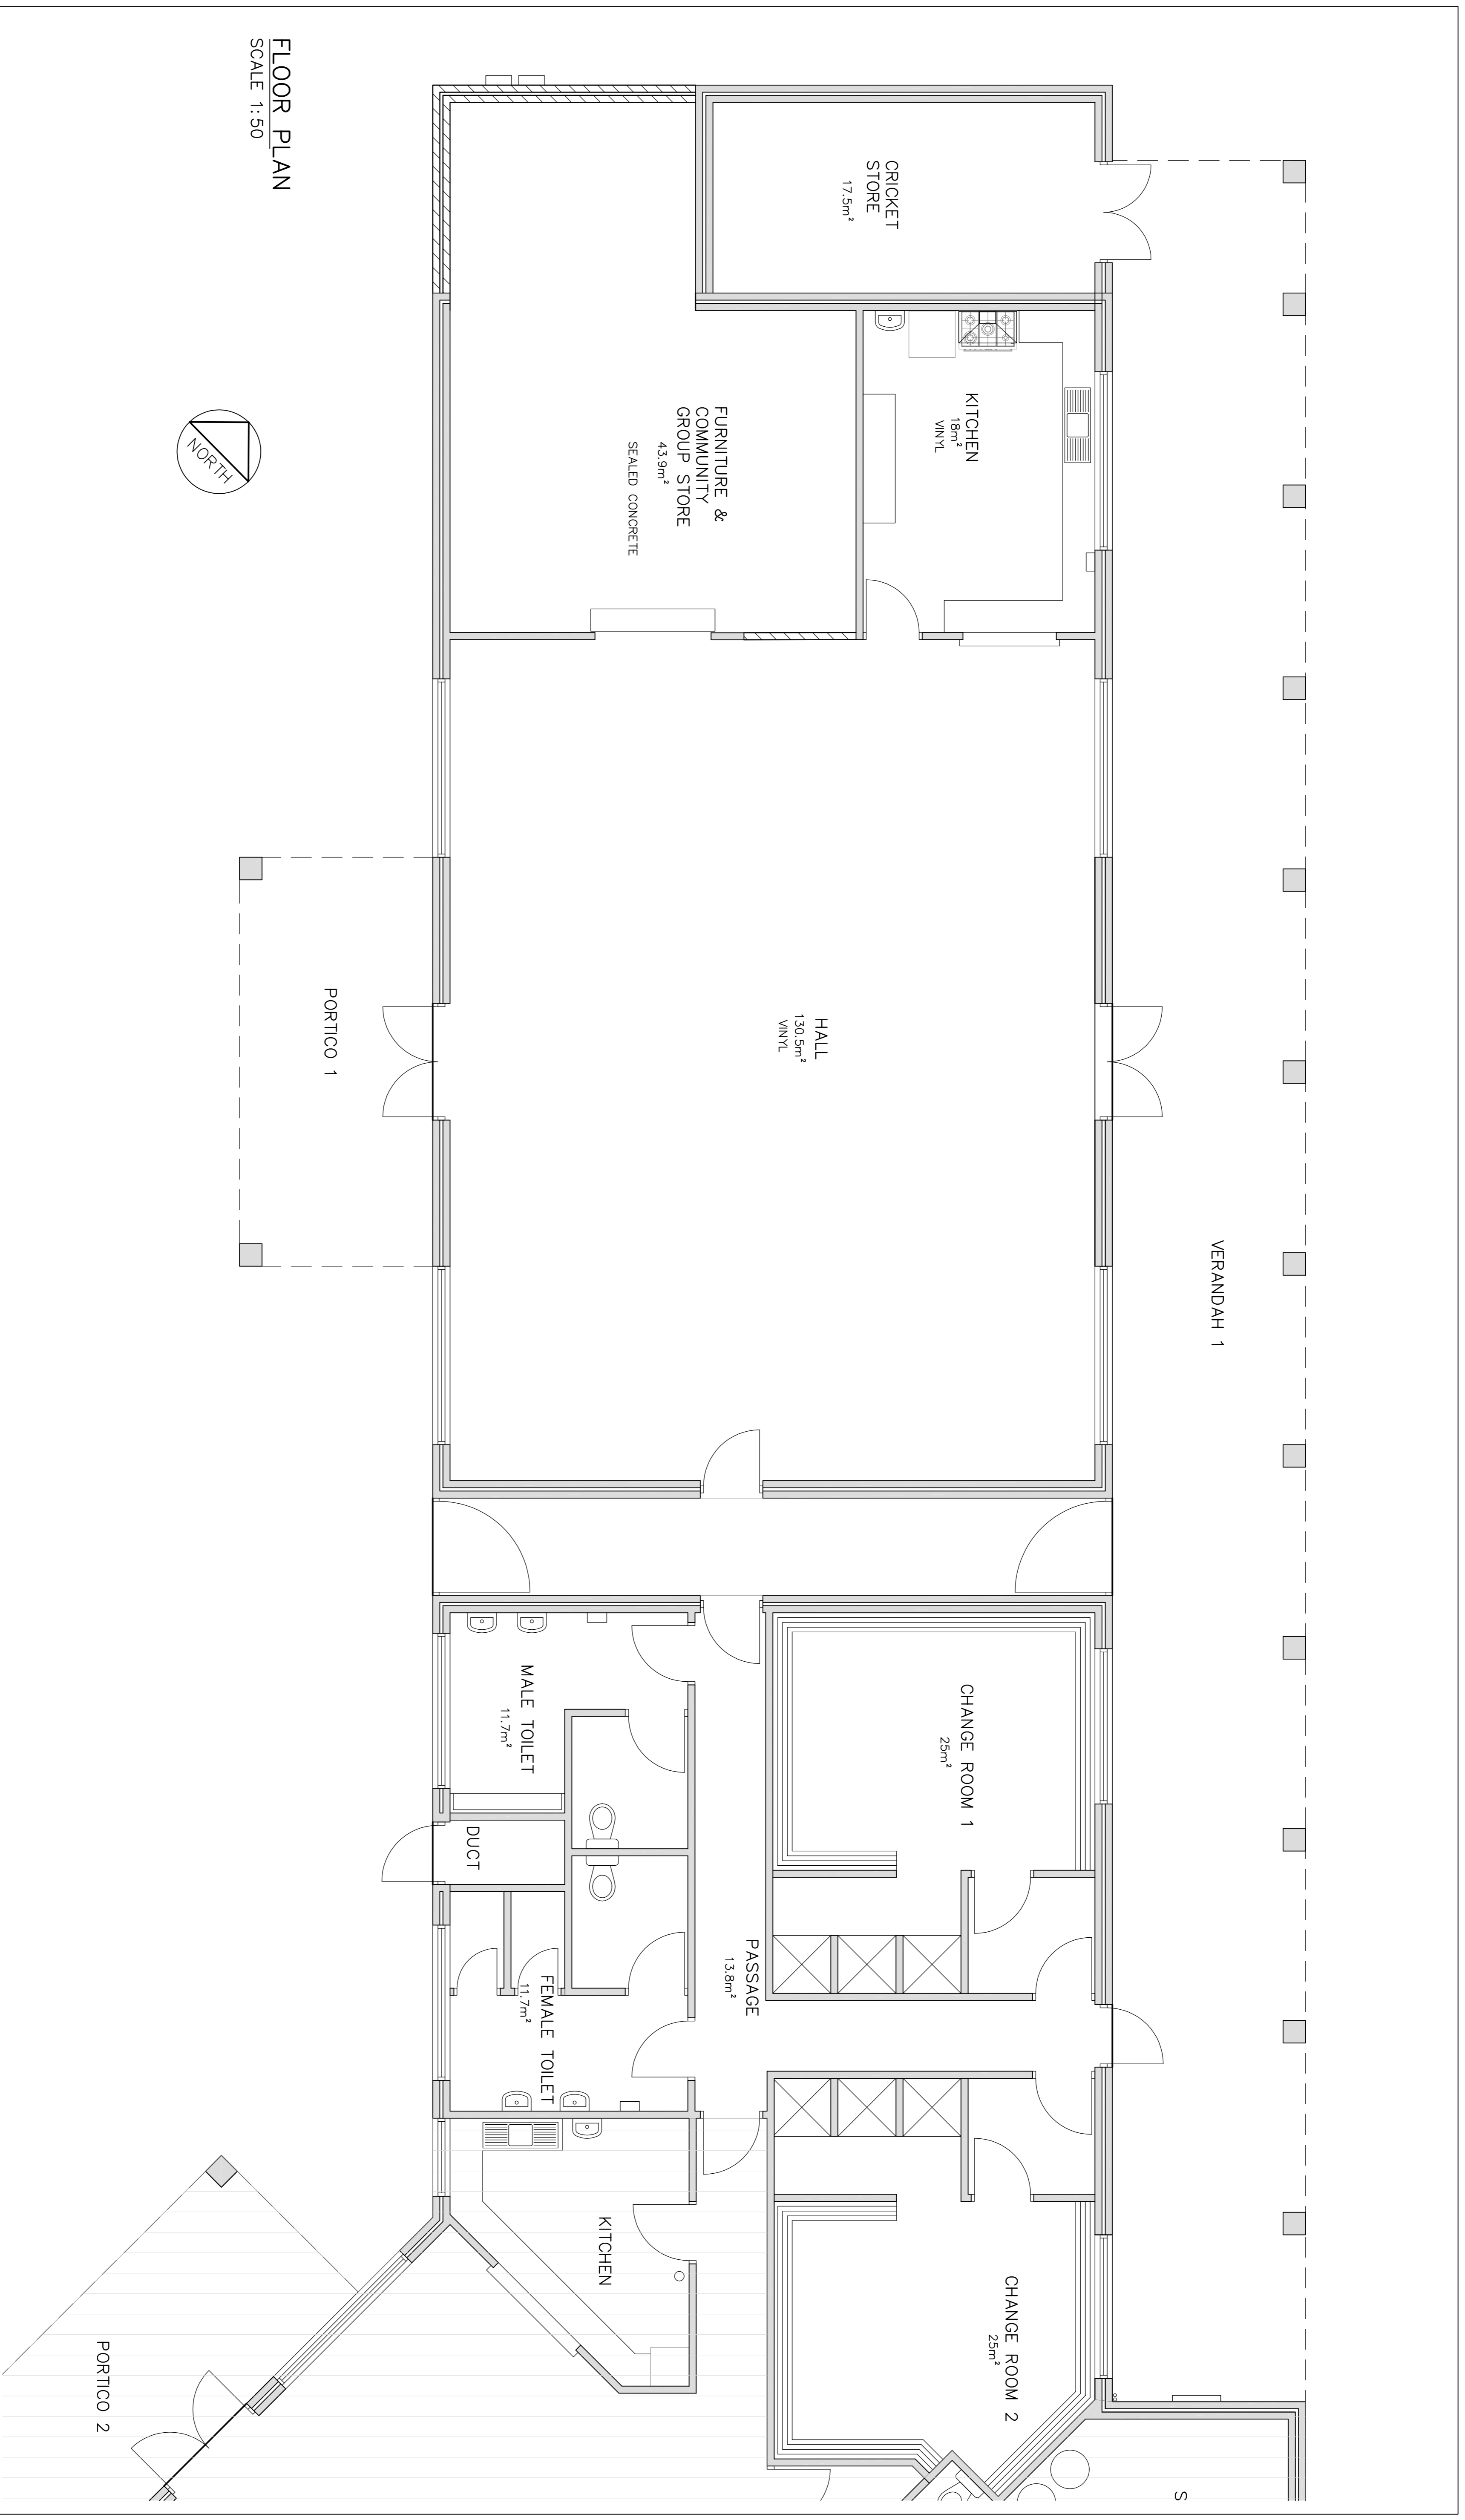 FLOOR PLAN
SCALE 1:50
NORTH
CRICKET
STORE
17.5m²
KITCHEN
18m²
VINYL
FURNITURE &
COMMUNITY
GROUP STORE
43.9m²
SEALED CONCRETE
HALL
130.5m²
VINYL
PORTICO 1
VERANDAH 1
CHANGE ROOM 1
25m²
MALE TOILET
11.7m²
DUCT
PASSAGE
13.8m²
FEMALE TOILET
11.7m²
KITCHEN
CHANGE ROOM 2
25m²
PORTICO 2
S